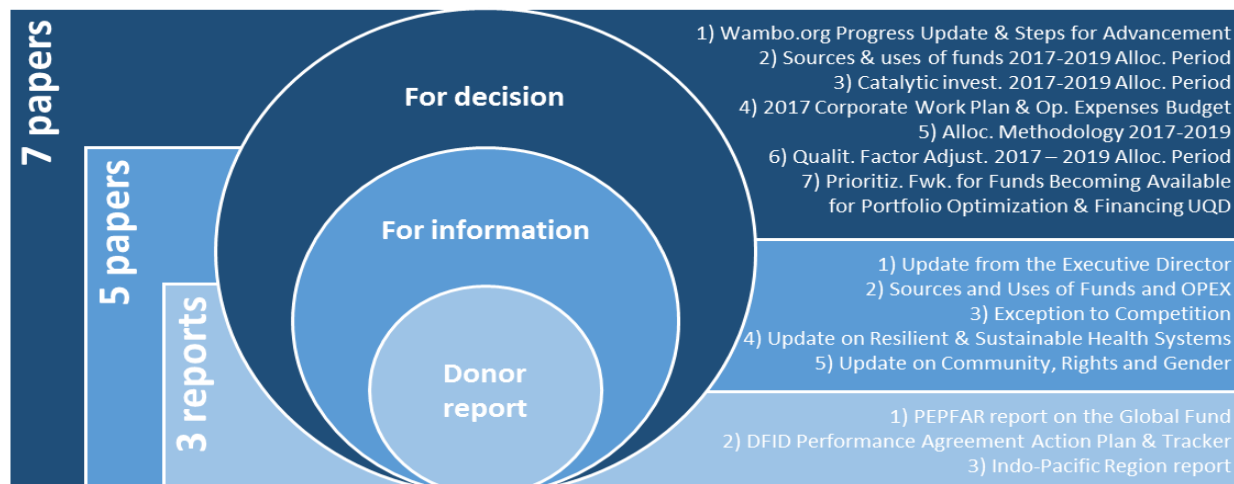 7 papers
For decision
1) Wambo.org Progress Update & Steps for Advancement
2) Sources & uses of funds 2017-2019 Alloc. Period
3) Catalytic invest. 2017-2019 Alloc. Period
4) 2017 Corporate Work Plan & Op. Expenses Budget
5) Alloc. Methodology 2017-2019
6) Qualit. Factor Adjust. 2017 – 2019 Alloc. Period
7) Prioritiz. Fwk. for Funds Becoming Available
for Portfolio Optimization & Financing UQD
5 papers
For information
1) Update from the Executive Director
2) Sources and Uses of Funds and OPEX
3) Exception to Competition
4) Update on Resilient & Sustainable Health Systems
5) Update on Community, Rights and Gender
3 reports
Donor
report
1) PEPFAR report on the Global Fund
2) DFID Performance Agreement Action Plan & Tracker
3) Indo-Pacific Region report